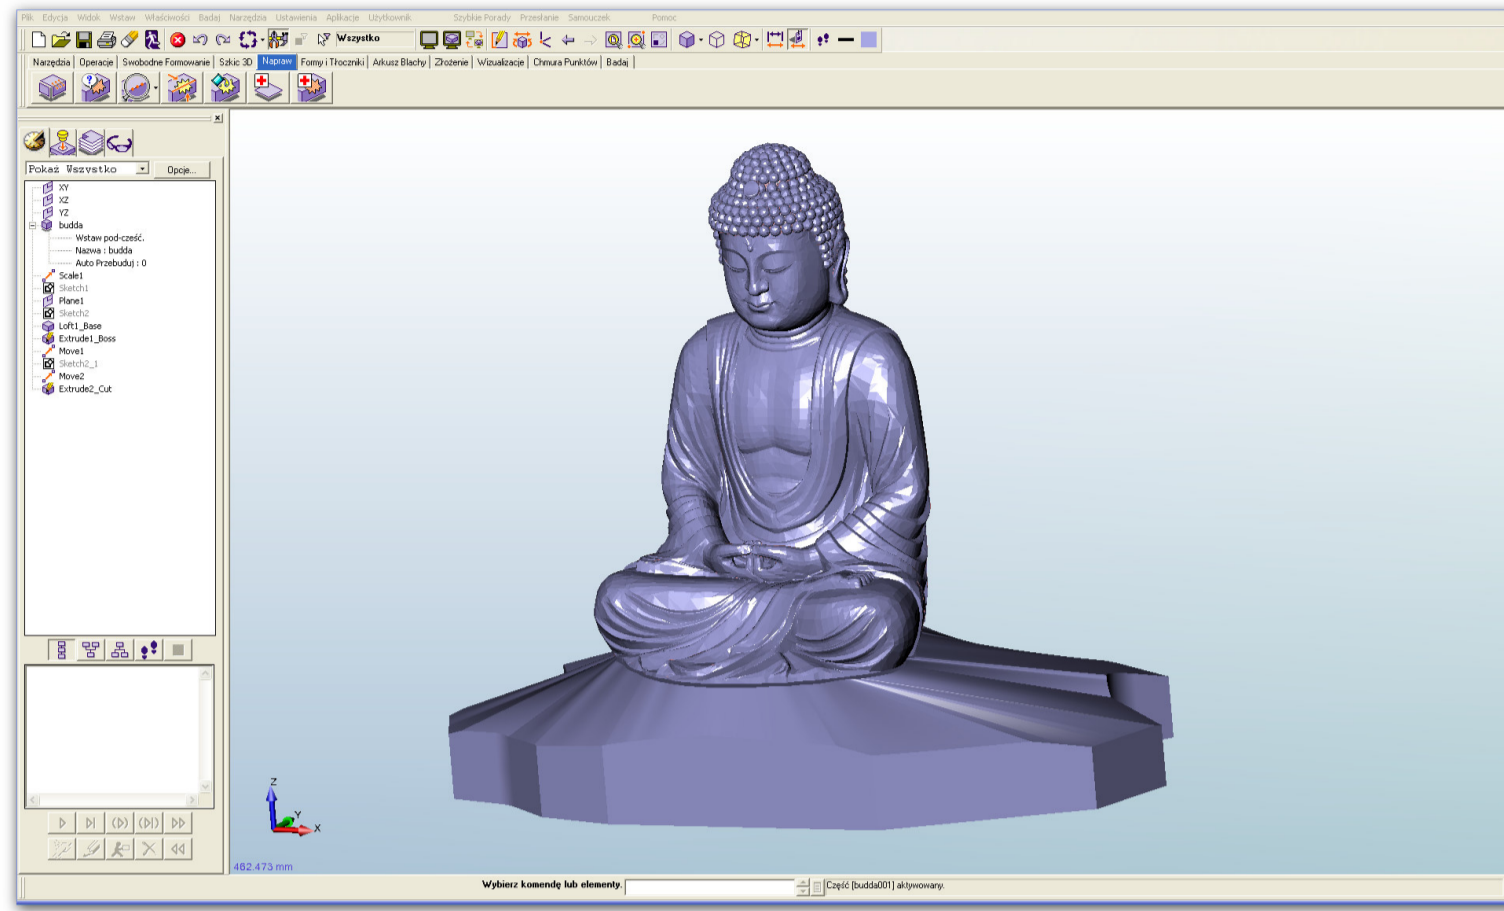 Plik Edycja Widok Wstaw Właściwości Badaj Narzędzia Ustawienia Aplikacje Użytkownik Szybkie Porady Przesłanie Samouczek Pomoc
Wszystko
Narzędzia Operacje Swobodne Formowanie Szkic 3D Napraw Formy i Tłoczniki Arkusz Blachy Złożenie Wizualizacje Chmura Punktów Badaj
Pokaż Wszystko Opcje...
XY
XZ
YZ
budda
Wstaw pod-cześć.
Nazwa : budda
Auto Przebuduj : 0
Scale1
Sketch1
Plane1
Sketch2
Loft1_Base
Extrude1_Boss
Move1
Sketch2_1
Move2
Extrude2_Cut
Z
Y
X
462.473 mm
Wybierz komendę lub elementy. Część [budda001] aktywowany.